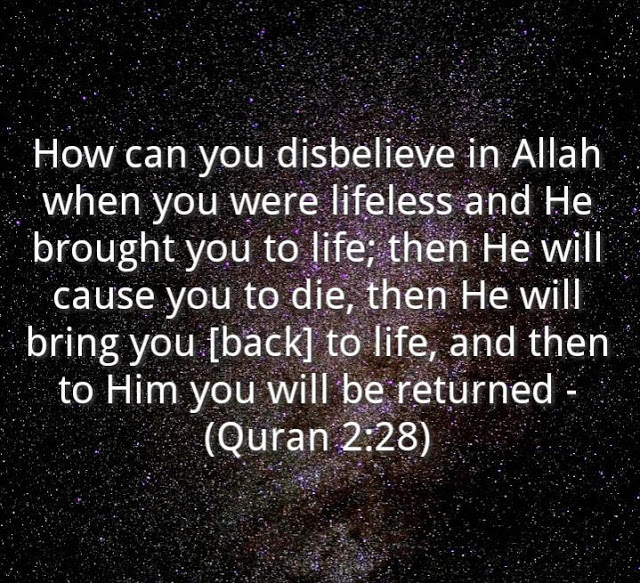 How can you disbelieve in Allah
when you were lifeless and He
brought you to life; then He will
cause you to die, then He will
bring you [back] to life, and then
to Him you will be returned -
(Quran 2:28)